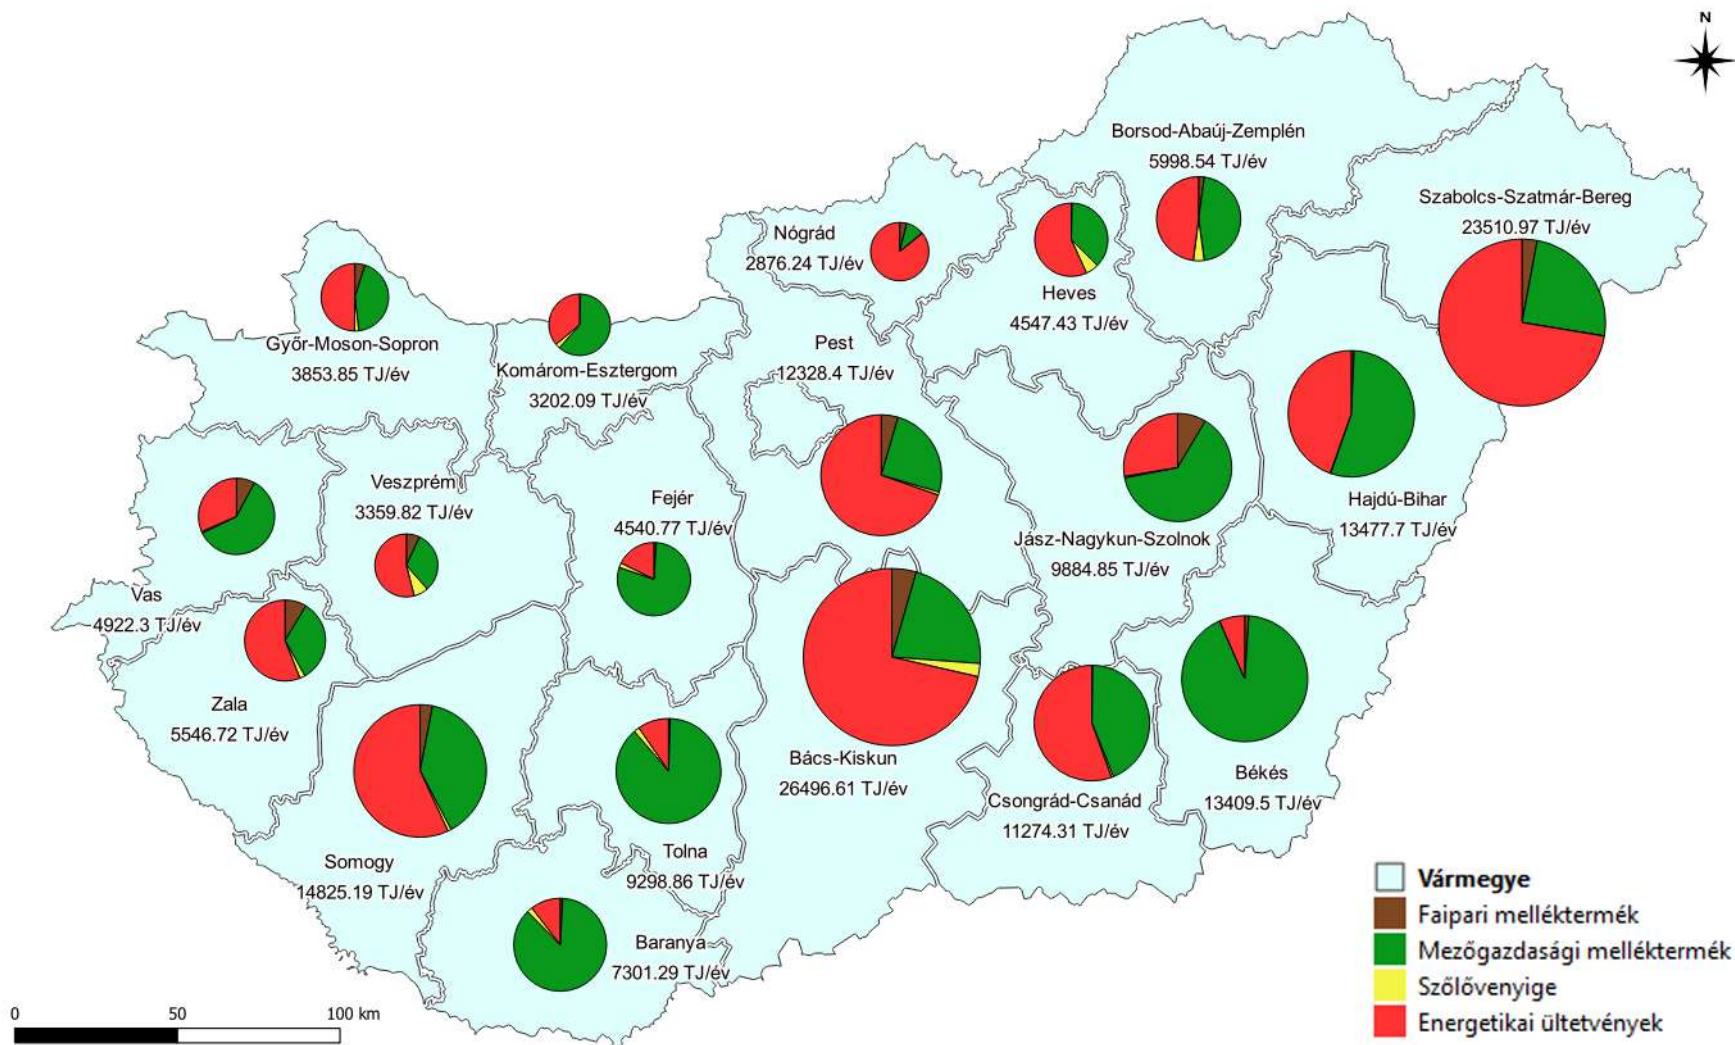 N
Borsod-Abaúj-Zemplén
5998.54 TJ/év
Szabolcs-Szatmár-Bereg
23510.97 TJ/év
Nógrád
2876.24 TJ/év
Heves
4547.43 TJ/év
Győr-Moson-Sopron
3853.85 TJ/év
Komárom-Esztergom
3202.09 TJ/év
Pest
12328.4 TJ/év
Veszprém
3359.82 TJ/év
Fejér
4540.77 TJ/év
Hajdú-Bihar
13477.7 TJ/év
Jász-Nagykun-Szolnok
9884.85 TJ/év
Vas
4922.3 TJ/év
Zala
5546.72 TJ/év
Bács-Kiskun
26496.61 TJ/év
Békés
13409.5 TJ/év
Csongrád-Csanád
11274.31 TJ/év
Somogy
14825.19 TJ/év
Tolna
9298.86 TJ/év
Baranya
7301.29 TJ/év
Vármegye
Faipari melléktermék
Mezőgazdasági melléktermék
Szőlővenyige
Energetikai ültetvények
0 50 100 km